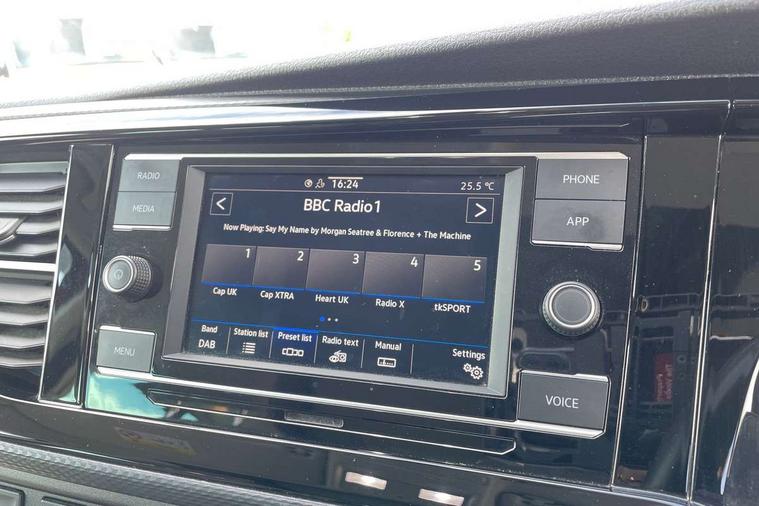 RADIO
MEDIA
MENU
16:24
25.5 °C
<
BBC Radio 1
>
Now Playing: Say My Name by Morgan Seatree & Florence + The Machine
1 2 3 4 5
Cap UK Cap XTRA Heart UK Radio X tkSPORT
Band Station list Preset list Radio text Manual Settings
DAB
PHONE
APP
VOICE